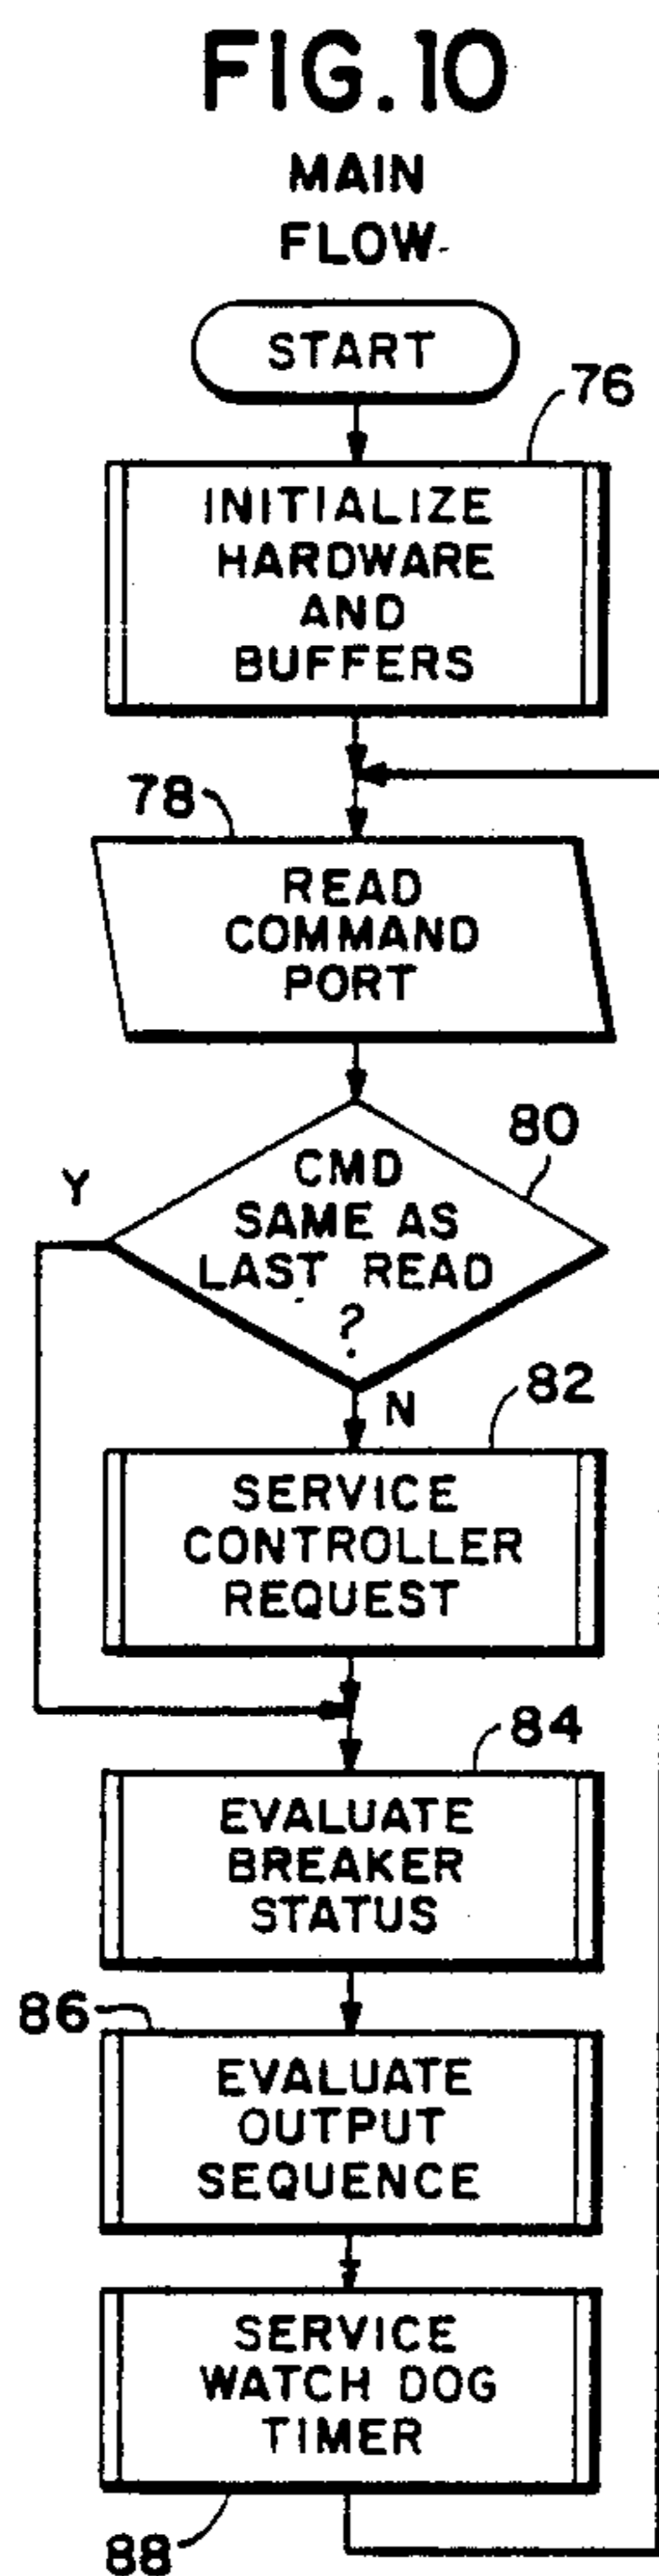 FIG.10
MAIN
FLOW
START
76
INITIALIZE
HARDWARE
AND
BUFFERS
78
READ
COMMAND
PORT
80
Y
CMD
SAME AS
LAST READ
?
N
82
SERVICE
CONTROLLER
REQUEST
84
EVALUATE
BREAKER
STATUS
86
EVALUATE
OUTPUT
SEQUENCE
SERVICE
WATCH DOG
TIMER
88